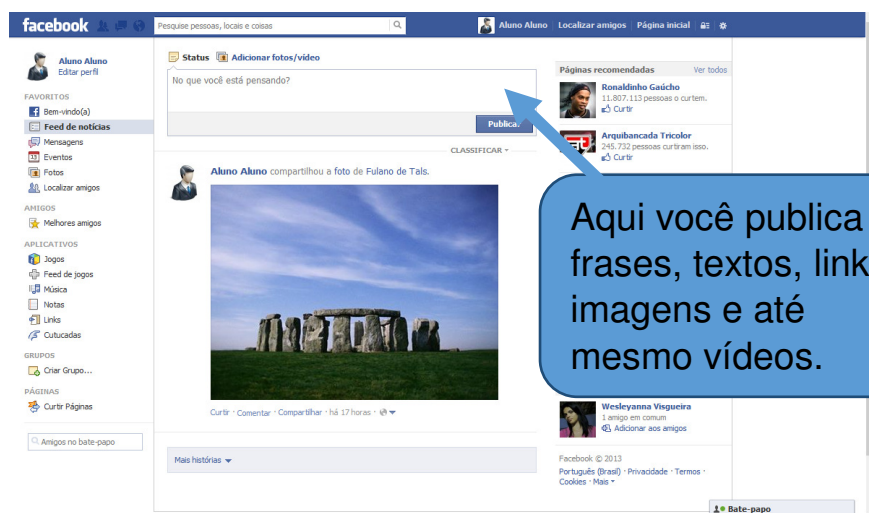 facebook
Pesquise pessoas, locais e coisas
Aluno Aluno Localizar amigos Página inicial
Aluno Aluno
Editar perfil
FAVORITOS
Bem-vindo(a)
Feed de notícias
Mensagens
Eventos
Fotos
Localizar amigos
AMIGOS
Melhores amigos
APLICATIVOS
Jogos
Feed de jogos
Música
Notas
Links
Cutucadas
GRUPOS
Criar Grupo...
PÁGINAS
Curtir Páginas
Amigos no bate-papo
Status Adicionar fotos/vídeo
No que você está pensando?
Publica
CLASSIFICAR
Aluno Aluno compartilhou a foto de Fulano de Tals.
Curtir · Comentar · Compartilhar · há 17 horas ·
Mais histórias
Páginas recomendadas Ver todos
Ronaldinho Gaúcho
11.807.113 pessoas o curtem.
Curtir
Arquibancada Tricolor
245.732 pessoas curtiram isso.
Curtir
Aqui você publica
frases, textos, link
imagens e até
mesmo vídeos.
Wesleyanna Visgueira
1 amigo em comum
Adicionar aos amigos
Facebook © 2013
Português (Brasil) · Privacidade · Termos ·
Cookies · Mais
Bate-papo